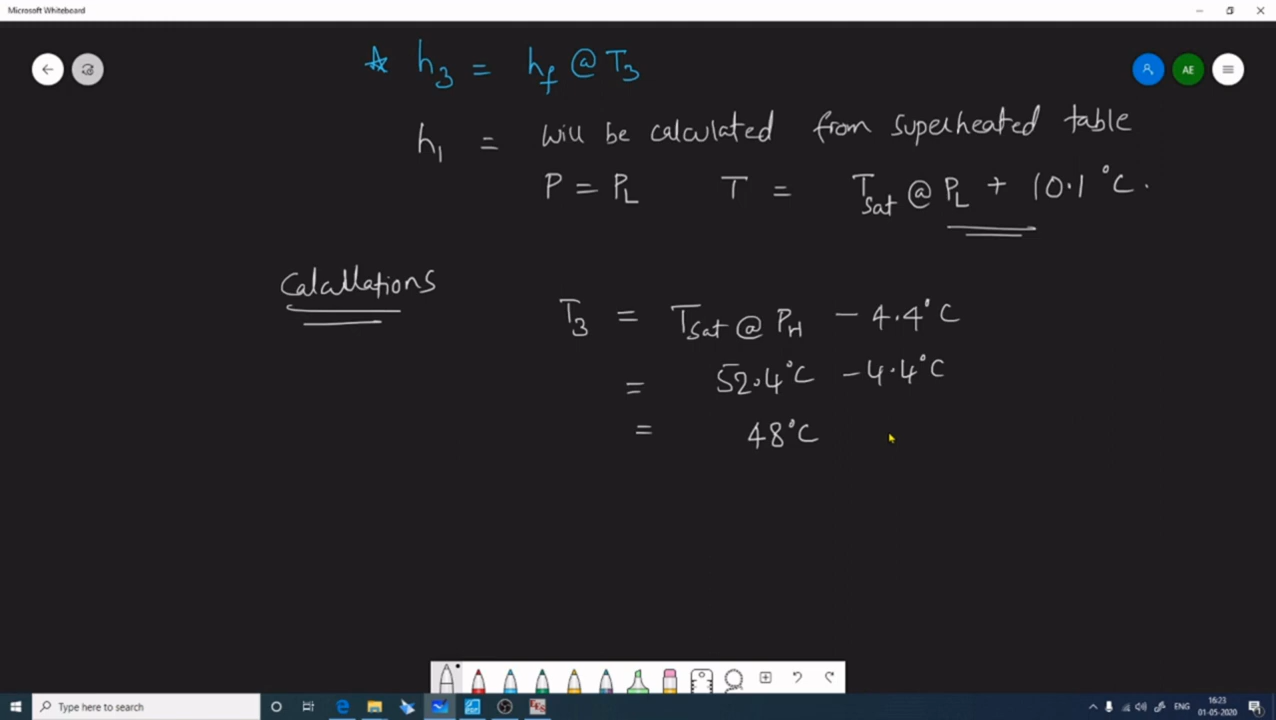 Microsoft Whiteboard
☆ h3 = hf @ T3
AE
h1 = will be calculated from superheated table
P = PL T = Tsat @ PL + 10.1°C.
Calcullations
T3 = Tsat @ PH - 4.4°C
= 52.4°C - 4.4°C
= 48°C
Type here to search
ENG
16:23
01-05-2020